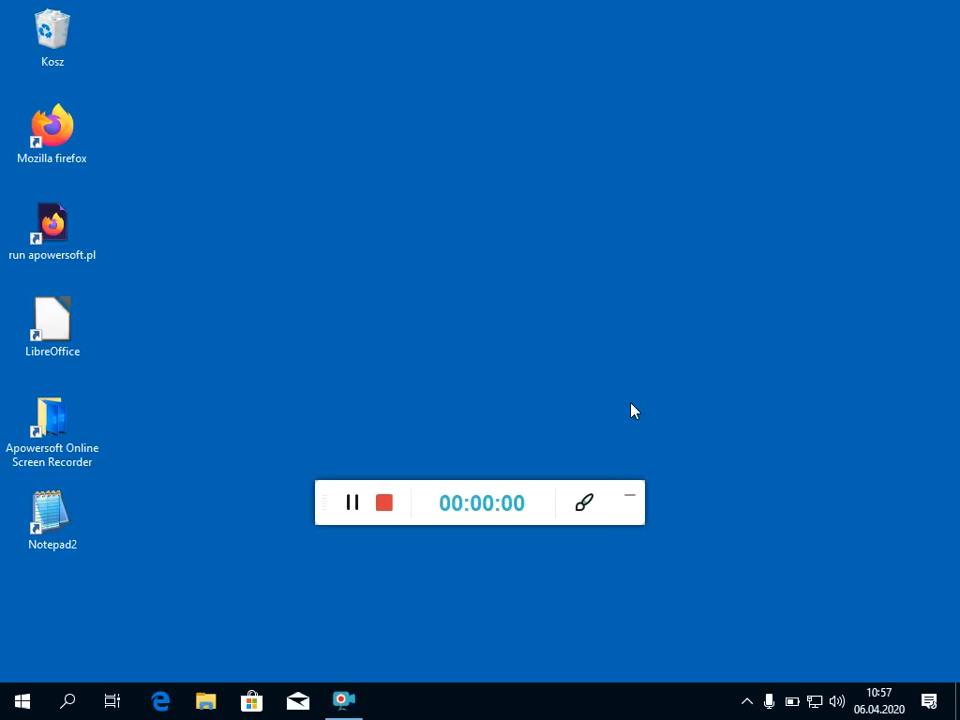 Kosz
Mozilla firefox
run apowersoft.pl
LibreOffice
Apowersoft Online
Screen Recorder
Notepad2
00:00:00
10:57
06.04.2020